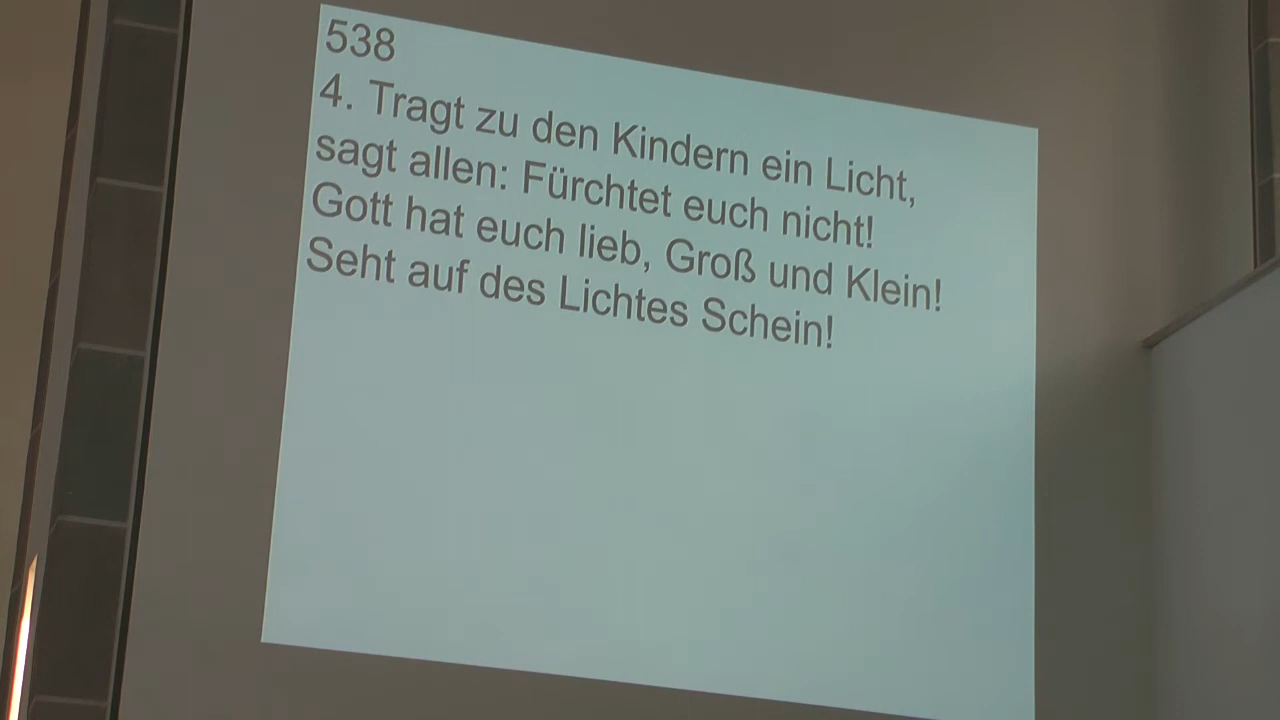 538
4. Tragt zu den Kindern ein Licht,
sagt allen: Fürchtet euch nicht!
Gott hat euch lieb, Groß und Klein!
Seht auf des Lichtes Schein!